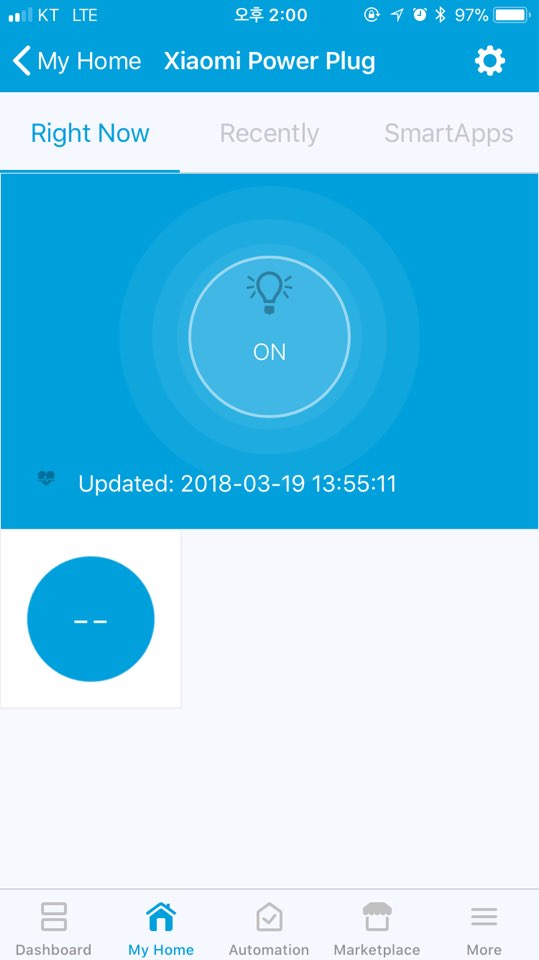 KT LTE 오후 2:00 97%
My Home Xiaomi Power Plug
Right Now Recently SmartApps
ON
Updated: 2018-03-19 13:55:11
--
Dashboard My Home Automation Marketplace More